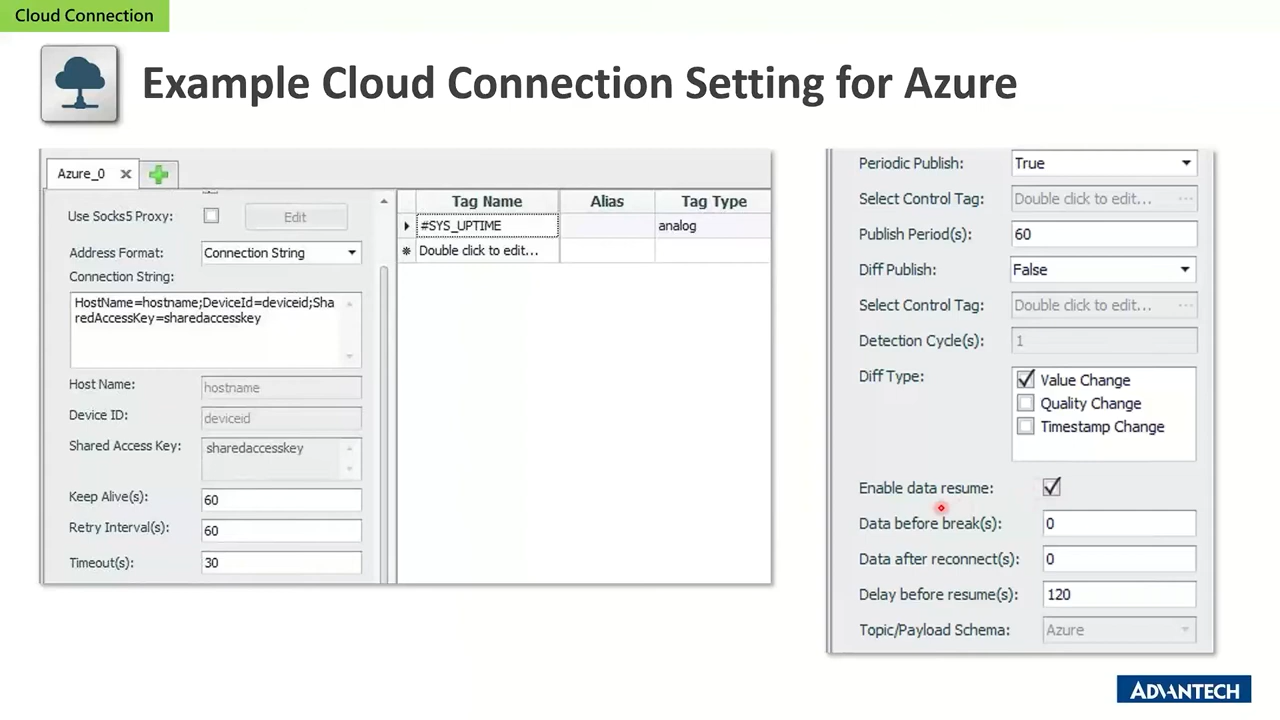 Cloud Connection
Example Cloud Connection Setting for Azure
Azure_0
Use Socks5 Proxy:
Edit
Address Format:
Connection String
Connection String:
HostName=hostname;DeviceId=deviceid;Sha
redAccessKey=sharedaccesskey
Host Name:
hostname
Device ID:
deviceid
Shared Access Key:
sharedaccesskey
Keep Alive(s):
60
Retry Interval(s):
60
Timeout(s):
30
Tag Name Alias Tag Type
#SYS_UPTIME analog
Double click to edit...
Periodic Publish:
True
Select Control Tag:
Double click to edit...
Publish Period(s):
60
Diff Publish:
False
Select Control Tag:
Double click to edit...
Detection Cycle(s):
1
Diff Type:
Value Change
Quality Change
Timestamp Change
Enable data resume:
Data before break(s):
0
Data after reconnect(s):
0
Delay before resume(s):
120
Topic/Payload Schema:
Azure
ADVANTECH